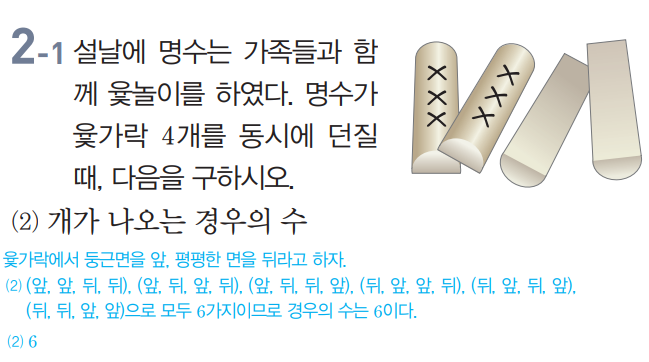 2-1 설날에 명수는 가족들과 함
께 윷놀이를 하였다. 명수가
윷가락 4개를 동시에 던질
때, 다음을 구하시오.
(2) 개가 나오는 경우의 수
윷가락에서 둥근면을 앞, 평평한 면을 뒤라고 하자.
(2) (앞, 앞, 뒤, 뒤), (앞, 뒤, 앞, 뒤), (앞, 뒤, 뒤, 앞), (뒤, 앞, 앞, 뒤), (뒤, 앞, 뒤, 앞),
(뒤, 뒤, 앞, 앞)으로 모두 6가지이므로 경우의 수는 6이다.
(2) 6